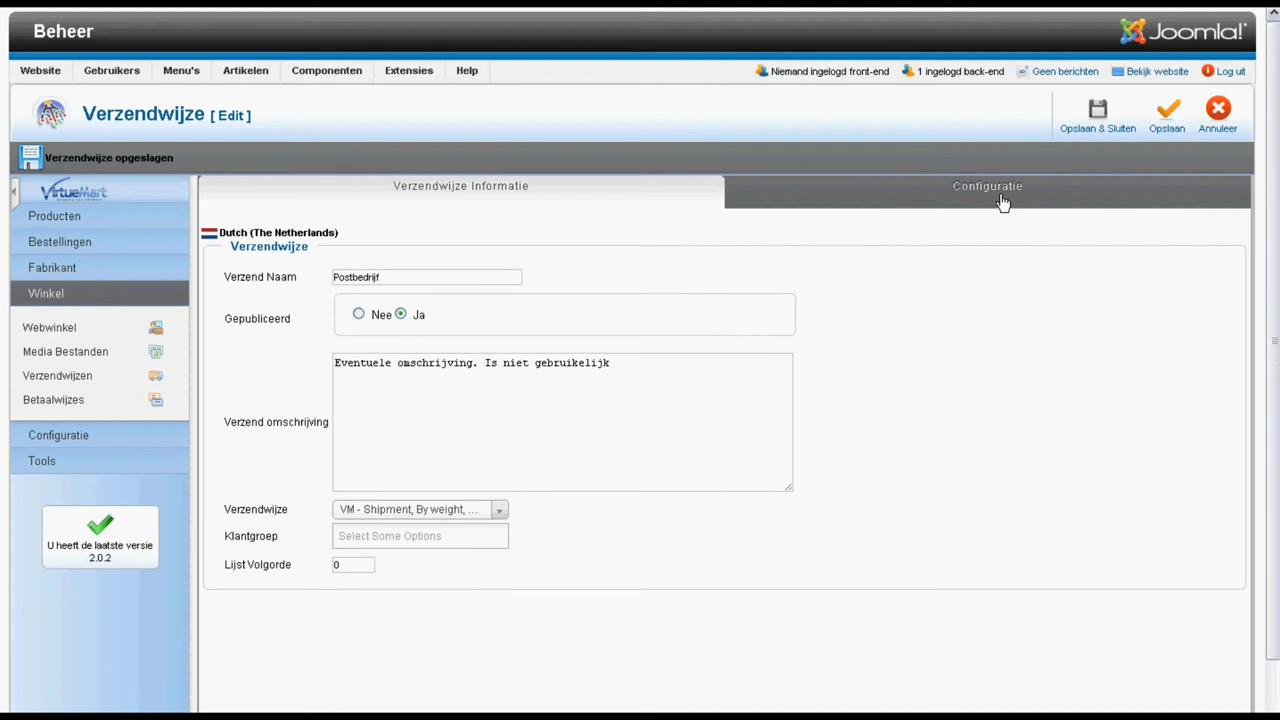 Beheer
Joomla!
Website Gebruikers Menu's Artikelen Componenten Extensies Help
Niemand ingelogd front-end 1 ingelogd back-end Geen berichten Bekijk website Log uit
Verzendwijze [ Edit ]
Opslaan & Sluiten Opslaan Annuleer
Verzendwijze opgeslagen
VirtueMart
Verzendwijze Informatie
Configuratie
Producten
Bestellingen
Fabrikant
Winkel
Webwinkel
Media Bestanden
Verzendwijzen
Betaalwijzes
Configuratie
Tools
U heeft de laatste versie
2.0.2
Dutch (The Netherlands)
Verzendwijze
Verzend Naam Postbedrijf
Gepubliceerd Nee Ja
Verzend omschrijving
Eventuele omschrijving. Is niet gebruikelijk
Verzendwijze VM - Shipment, By weight, ...
Klantgroep Select Some Options
Lijst Volgorde 0